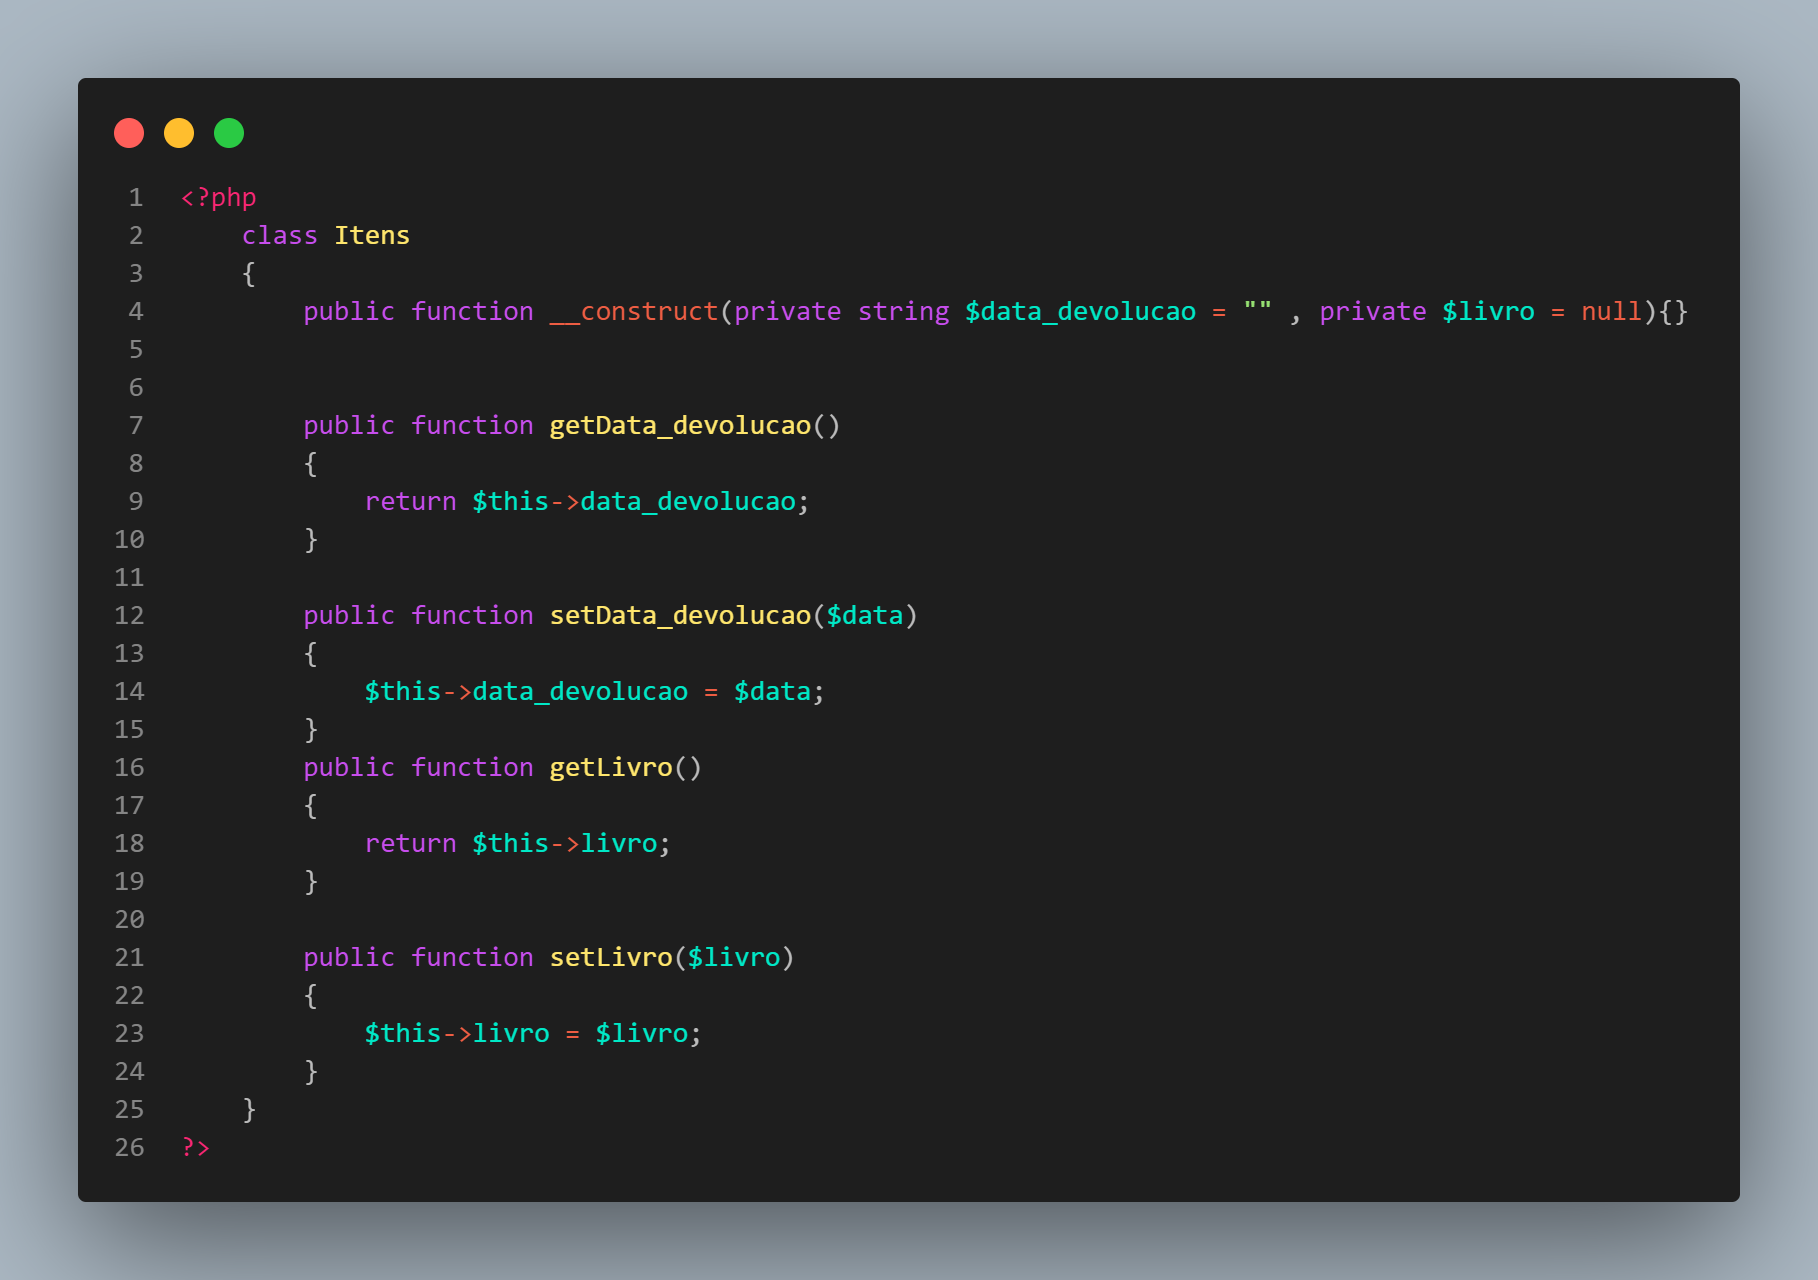 1 <?php
2     class Itens
3     {
4         public function __construct(private string $data_devolucao = "" , private $livro = null){}
5
6
7         public function getData_devolucao()
8         {
9             return $this->data_devolucao;
10         }
11
12         public function setData_devolucao($data)
13         {
14             $this->data_devolucao = $data;
15         }
16         public function getLivro()
17         {
18             return $this->livro;
19         }
20
21         public function setLivro($livro)
22         {
23             $this->livro = $livro;
24         }
25     }
26 ?>